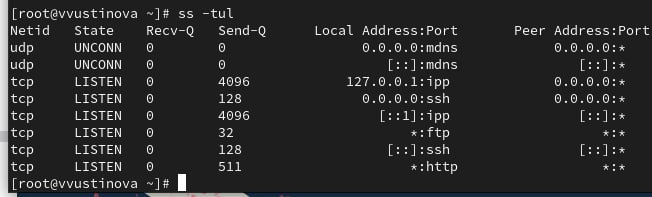 [root@vvustinova ~]# ss -tul
Netid State Recv-Q Send-Q Local Address:Port Peer Address:Port
udp UNCONN 0 0 0.0.0.0:mdns 0.0.0.0:*
udp UNCONN 0 0 [::]:mdns [::]:*
tcp LISTEN 0 4096 127.0.0.1:ipp 0.0.0.0:*
tcp LISTEN 0 128 0.0.0.0:ssh 0.0.0.0:*
tcp LISTEN 0 4096 [::1]:ipp [::]:*
tcp LISTEN 0 32 *:ftp *:*
tcp LISTEN 0 128 [::]:ssh [::]:*
tcp LISTEN 0 511 *:http *:*
[root@vvustinova ~]#